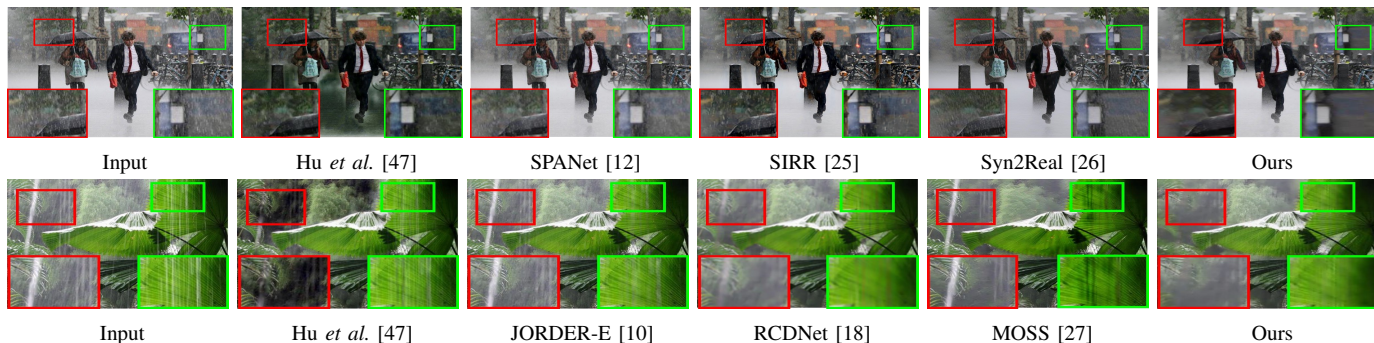 Input Hu et al. [47] SPANet [12] SIRR [25] Syn2Real [26] Ours
Input Hu et al. [47] JORDER-E [10] RCDNet [18] MOSS [27] Ours